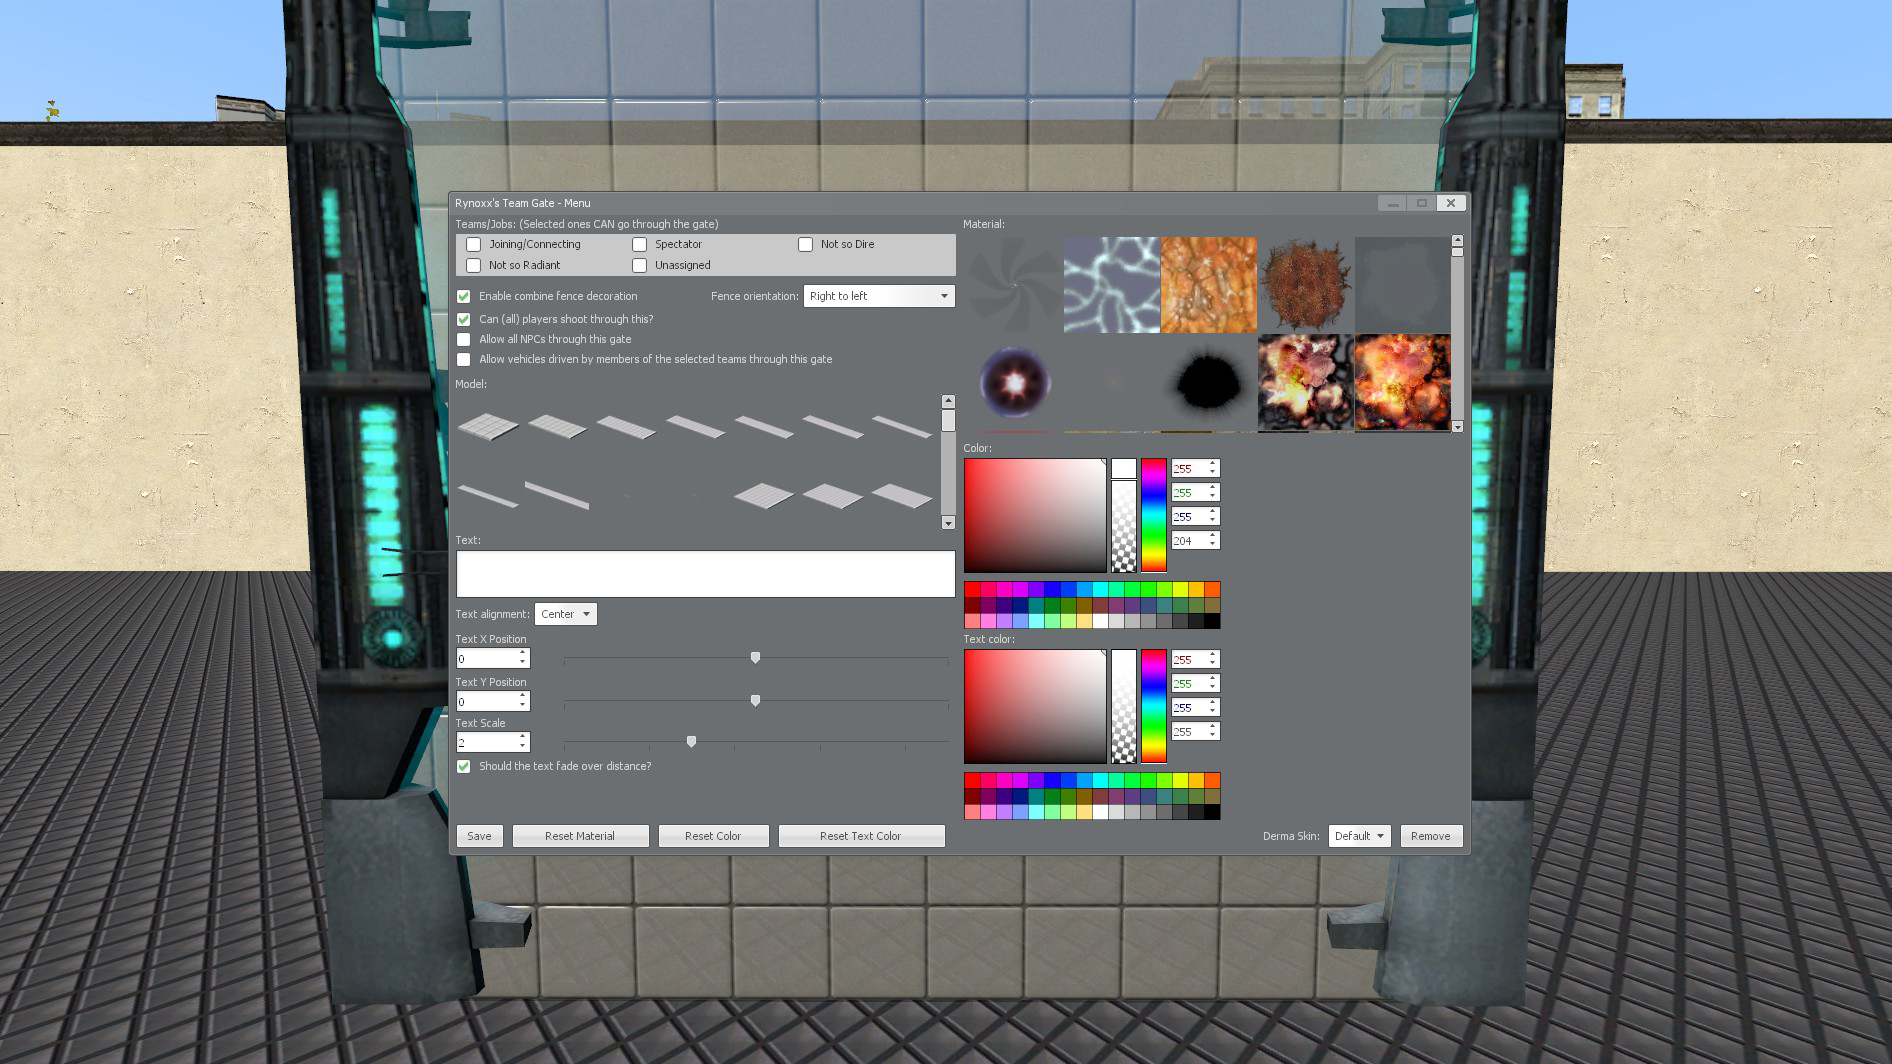 Rynoxx's Team Gate - Menu
Teams/Jobs: (Selected ones CAN go through the gate)
Joining/Connecting Spectator Not so Dire
Not so Radiant Unassigned
Enable combine fence decoration Fence orientation: Right to left
Can (all) players shoot through this?
Allow all NPCs through this gate
Allow vehicles driven by members of the selected teams through this gate
Model:
Text:
Text alignment: Center
Text X Position
0
Text Y Position
0
Text Scale
2
Should the text fade over distance?
Save Reset Material Reset Color Reset Text Color
Material:
Color:
255
255
255
204
Text color:
255
255
255
255
Derma Skin: Default Remove